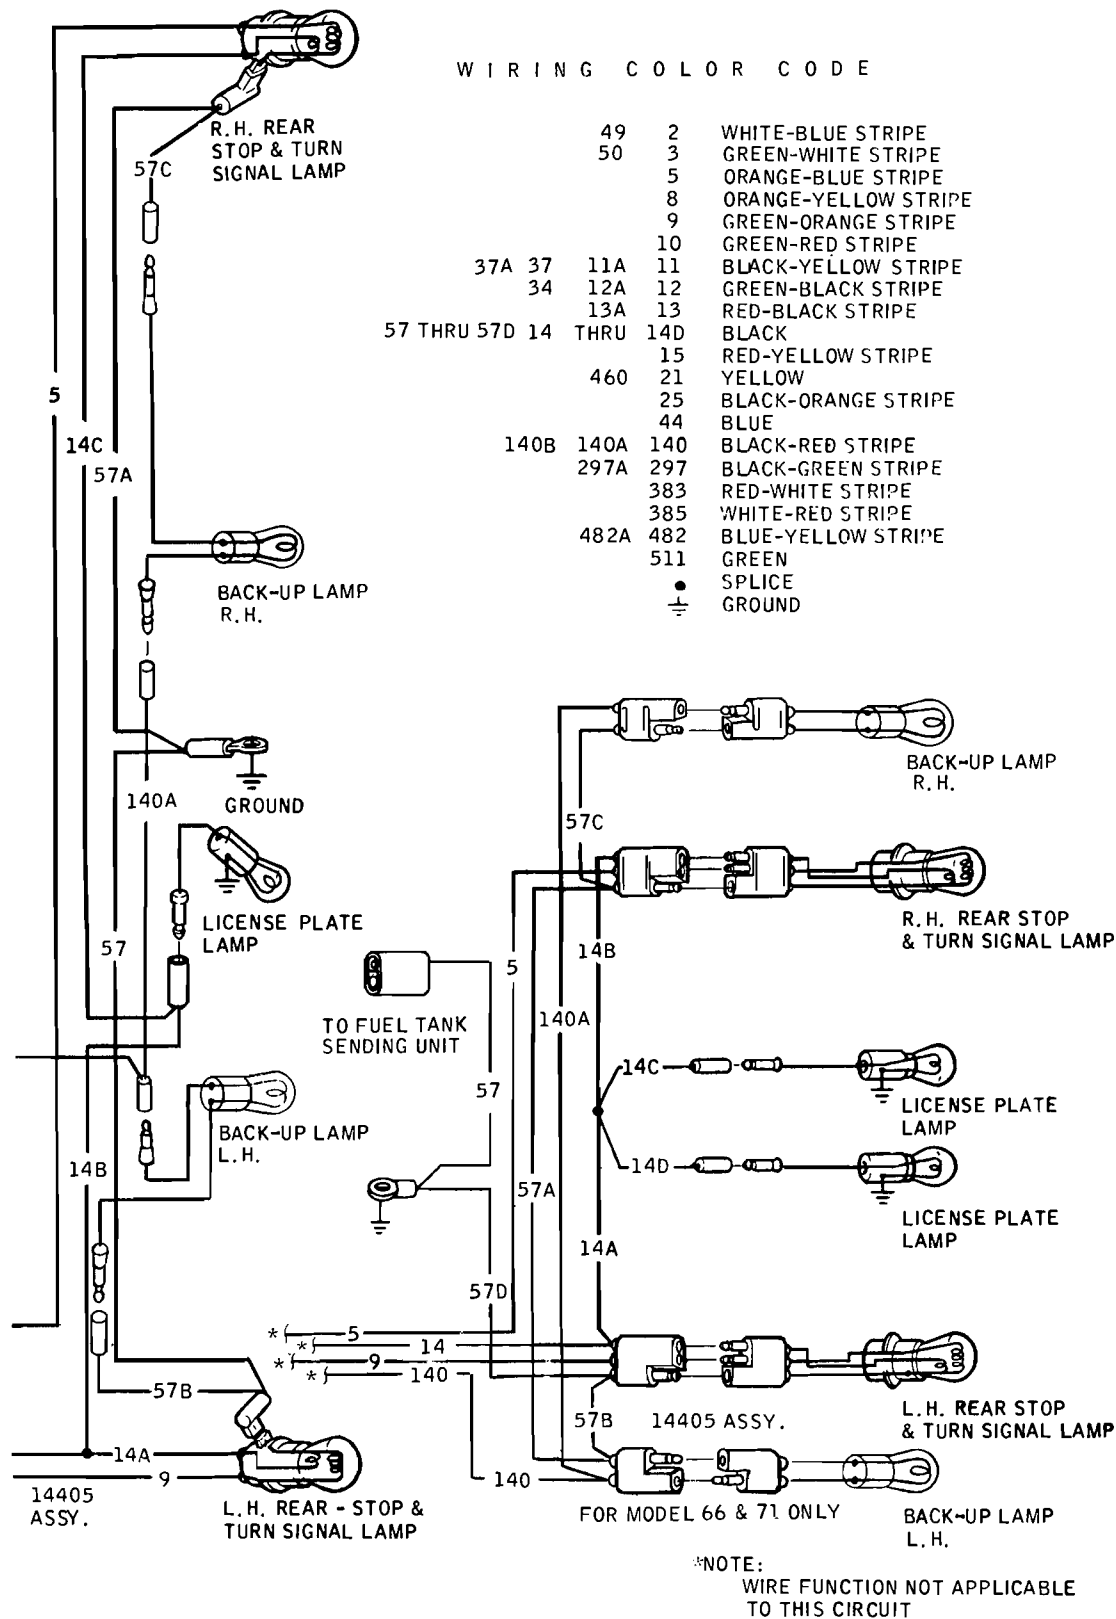 WIRING COLOR CODE
49 2 WHITE-BLUE STRIPE
50 3 GREEN-WHITE STRIPE
5 ORANGE-BLUE STRIPE
8 ORANGE-YELLOW STRIPE
9 GREEN-ORANGE STRIPE
10 GREEN-RED STRIPE
37A 37 11A 11 BLACK-YELLOW STRIPE
34 12A 12 GREEN-BLACK STRIPE
13A 13 RED-BLACK STRIPE
57 THRU 57D 14 THRU 14D BLACK
15 RED-YELLOW STRIPE
460 21 YELLOW
25 BLACK-ORANGE STRIPE
44 BLUE
140B 140A 140 BLACK-RED STRIPE
297A 297 BLACK-GREEN STRIPE
383 RED-WHITE STRIPE
385 WHITE-RED STRIPE
482A 482 BLUE-YELLOW STRIPE
511 GREEN
SPLICE
GROUND
R.H. REAR
STOP & TURN
SIGNAL LAMP
57C
5
14C
57A
BACK-UP LAMP
R.H.
140A
GROUND
LICENSE PLATE
LAMP
57
BACK-UP LAMP
L.H.
14B
57B
14A
9
14405
ASSY.
L.H. REAR - STOP &
TURN SIGNAL LAMP
BACK-UP LAMP
R.H.
57C
R.H. REAR STOP
& TURN SIGNAL LAMP
14B
5
140A
TO FUEL TANK
SENDING UNIT
57
14C
LICENSE PLATE
LAMP
14D
57A
LICENSE PLATE
LAMP
14A
57D
* 5
* 14
* 9
* 140
L.H. REAR STOP
& TURN SIGNAL LAMP
57B
14405 ASSY.
140
FOR MODEL 66 & 71 ONLY
BACK-UP LAMP
L.H.
*NOTE:
WIRE FUNCTION NOT APPLICABLE
TO THIS CIRCUIT